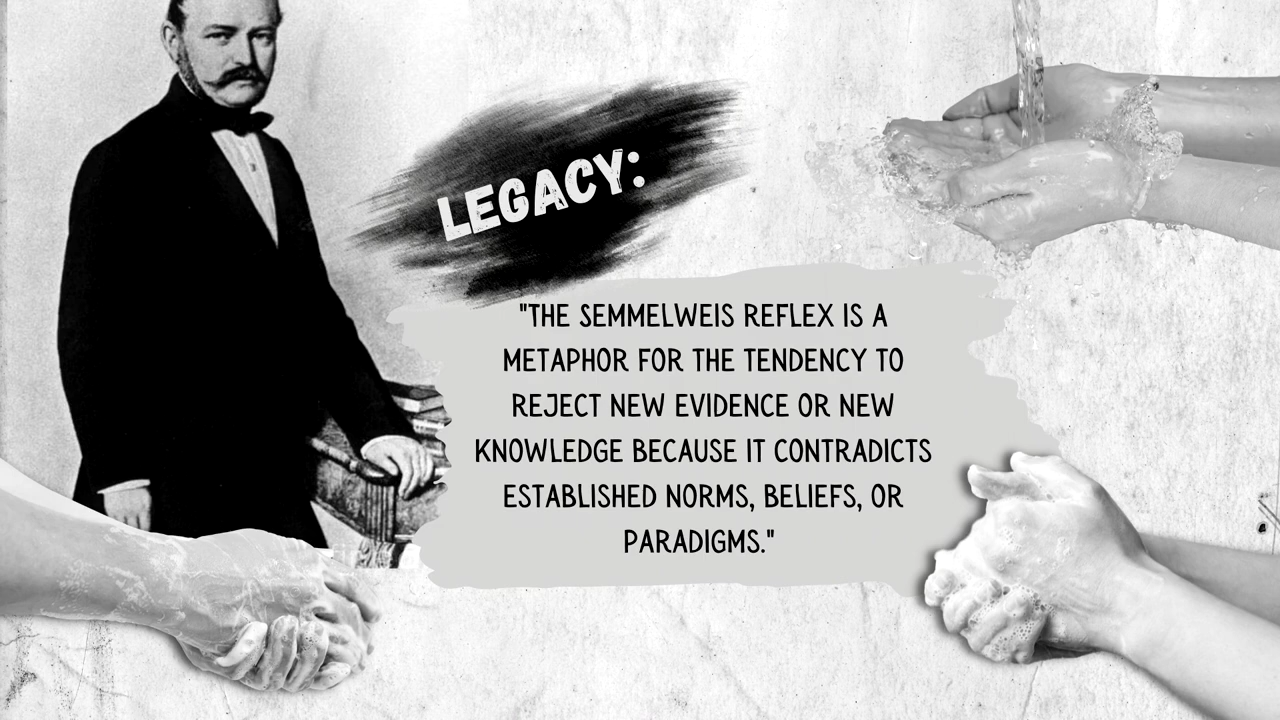 LEGACY:
"THE SEMMELWEIS REFLEX IS A
METAPHOR FOR THE TENDENCY TO
REJECT NEW EVIDENCE OR NEW
KNOWLEDGE BECAUSE IT CONTRADICTS
ESTABLISHED NORMS, BELIEFS, OR
PARADIGMS."